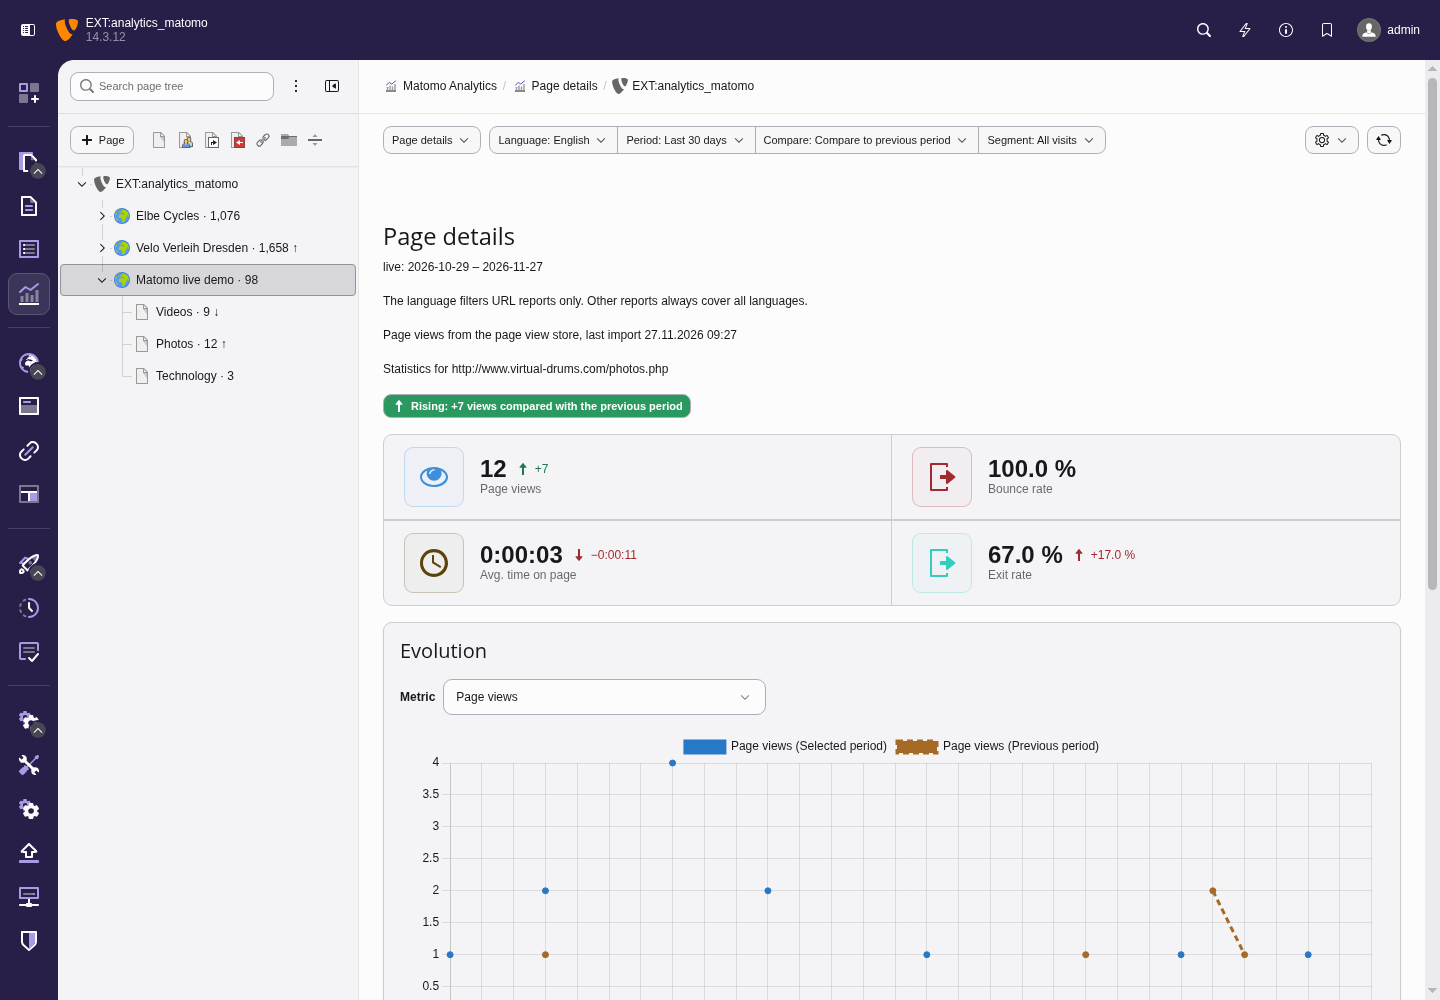 EXT:analytics_matomo
14.3.12
admin
Search page tree
Matomo Analytics / Page details / EXT:analytics_matomo
Page
Page details
Language: English
Period: Last 30 days
Compare: Compare to previous period
Segment: All visits
EXT:analytics_matomo
Elbe Cycles · 1,076
Velo Verleih Dresden · 1,658 ↑
Matomo live demo · 98
Videos · 9 ↓
Photos · 12 ↑
Technology · 3
Page details
live: 2026-10-29 – 2026-11-27
The language filters URL reports only. Other reports always cover all languages.
Page views from the page view store, last import 27.11.2026 09:27
Statistics for http://www.virtual-drums.com/photos.php
Rising: +7 views compared with the previous period
12 +7
Page views
100.0 %
Bounce rate
0:00:03 −0:00:11
Avg. time on page
67.0 % +17.0 %
Exit rate
Evolution
Metric
Page views
Page views (Selected period)
Page views (Previous period)
4
3.5
3
2.5
2
1.5
1
0.5